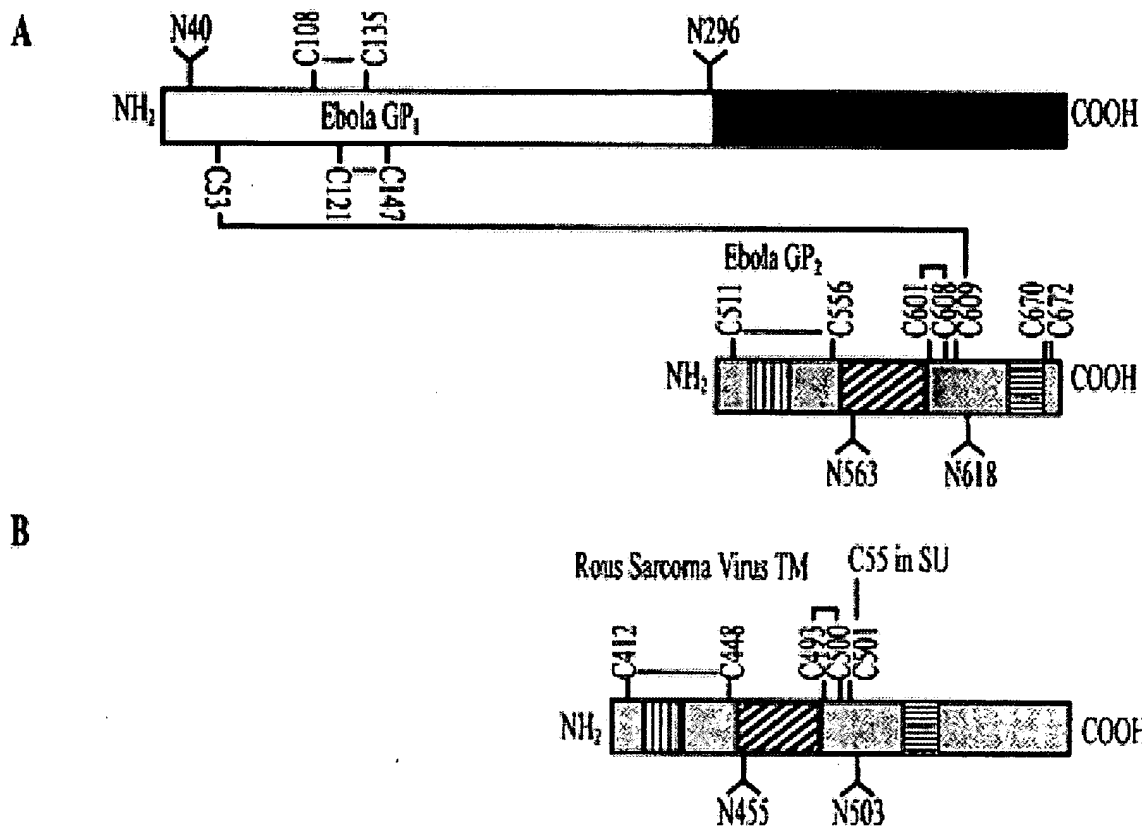 A
N40
C108
C135
N296
NH₂
Ebola GP₁
COOH
C53
C121
C147
Ebola GP₂
C511
C556
C601
C608
C609
C670
C672
NH₂
COOH
N563
N618
B
Rous Sarcoma Virus TM
C55 in SU
C412
C448
C493
C500
C501
NH₂
COOH
N455
N503